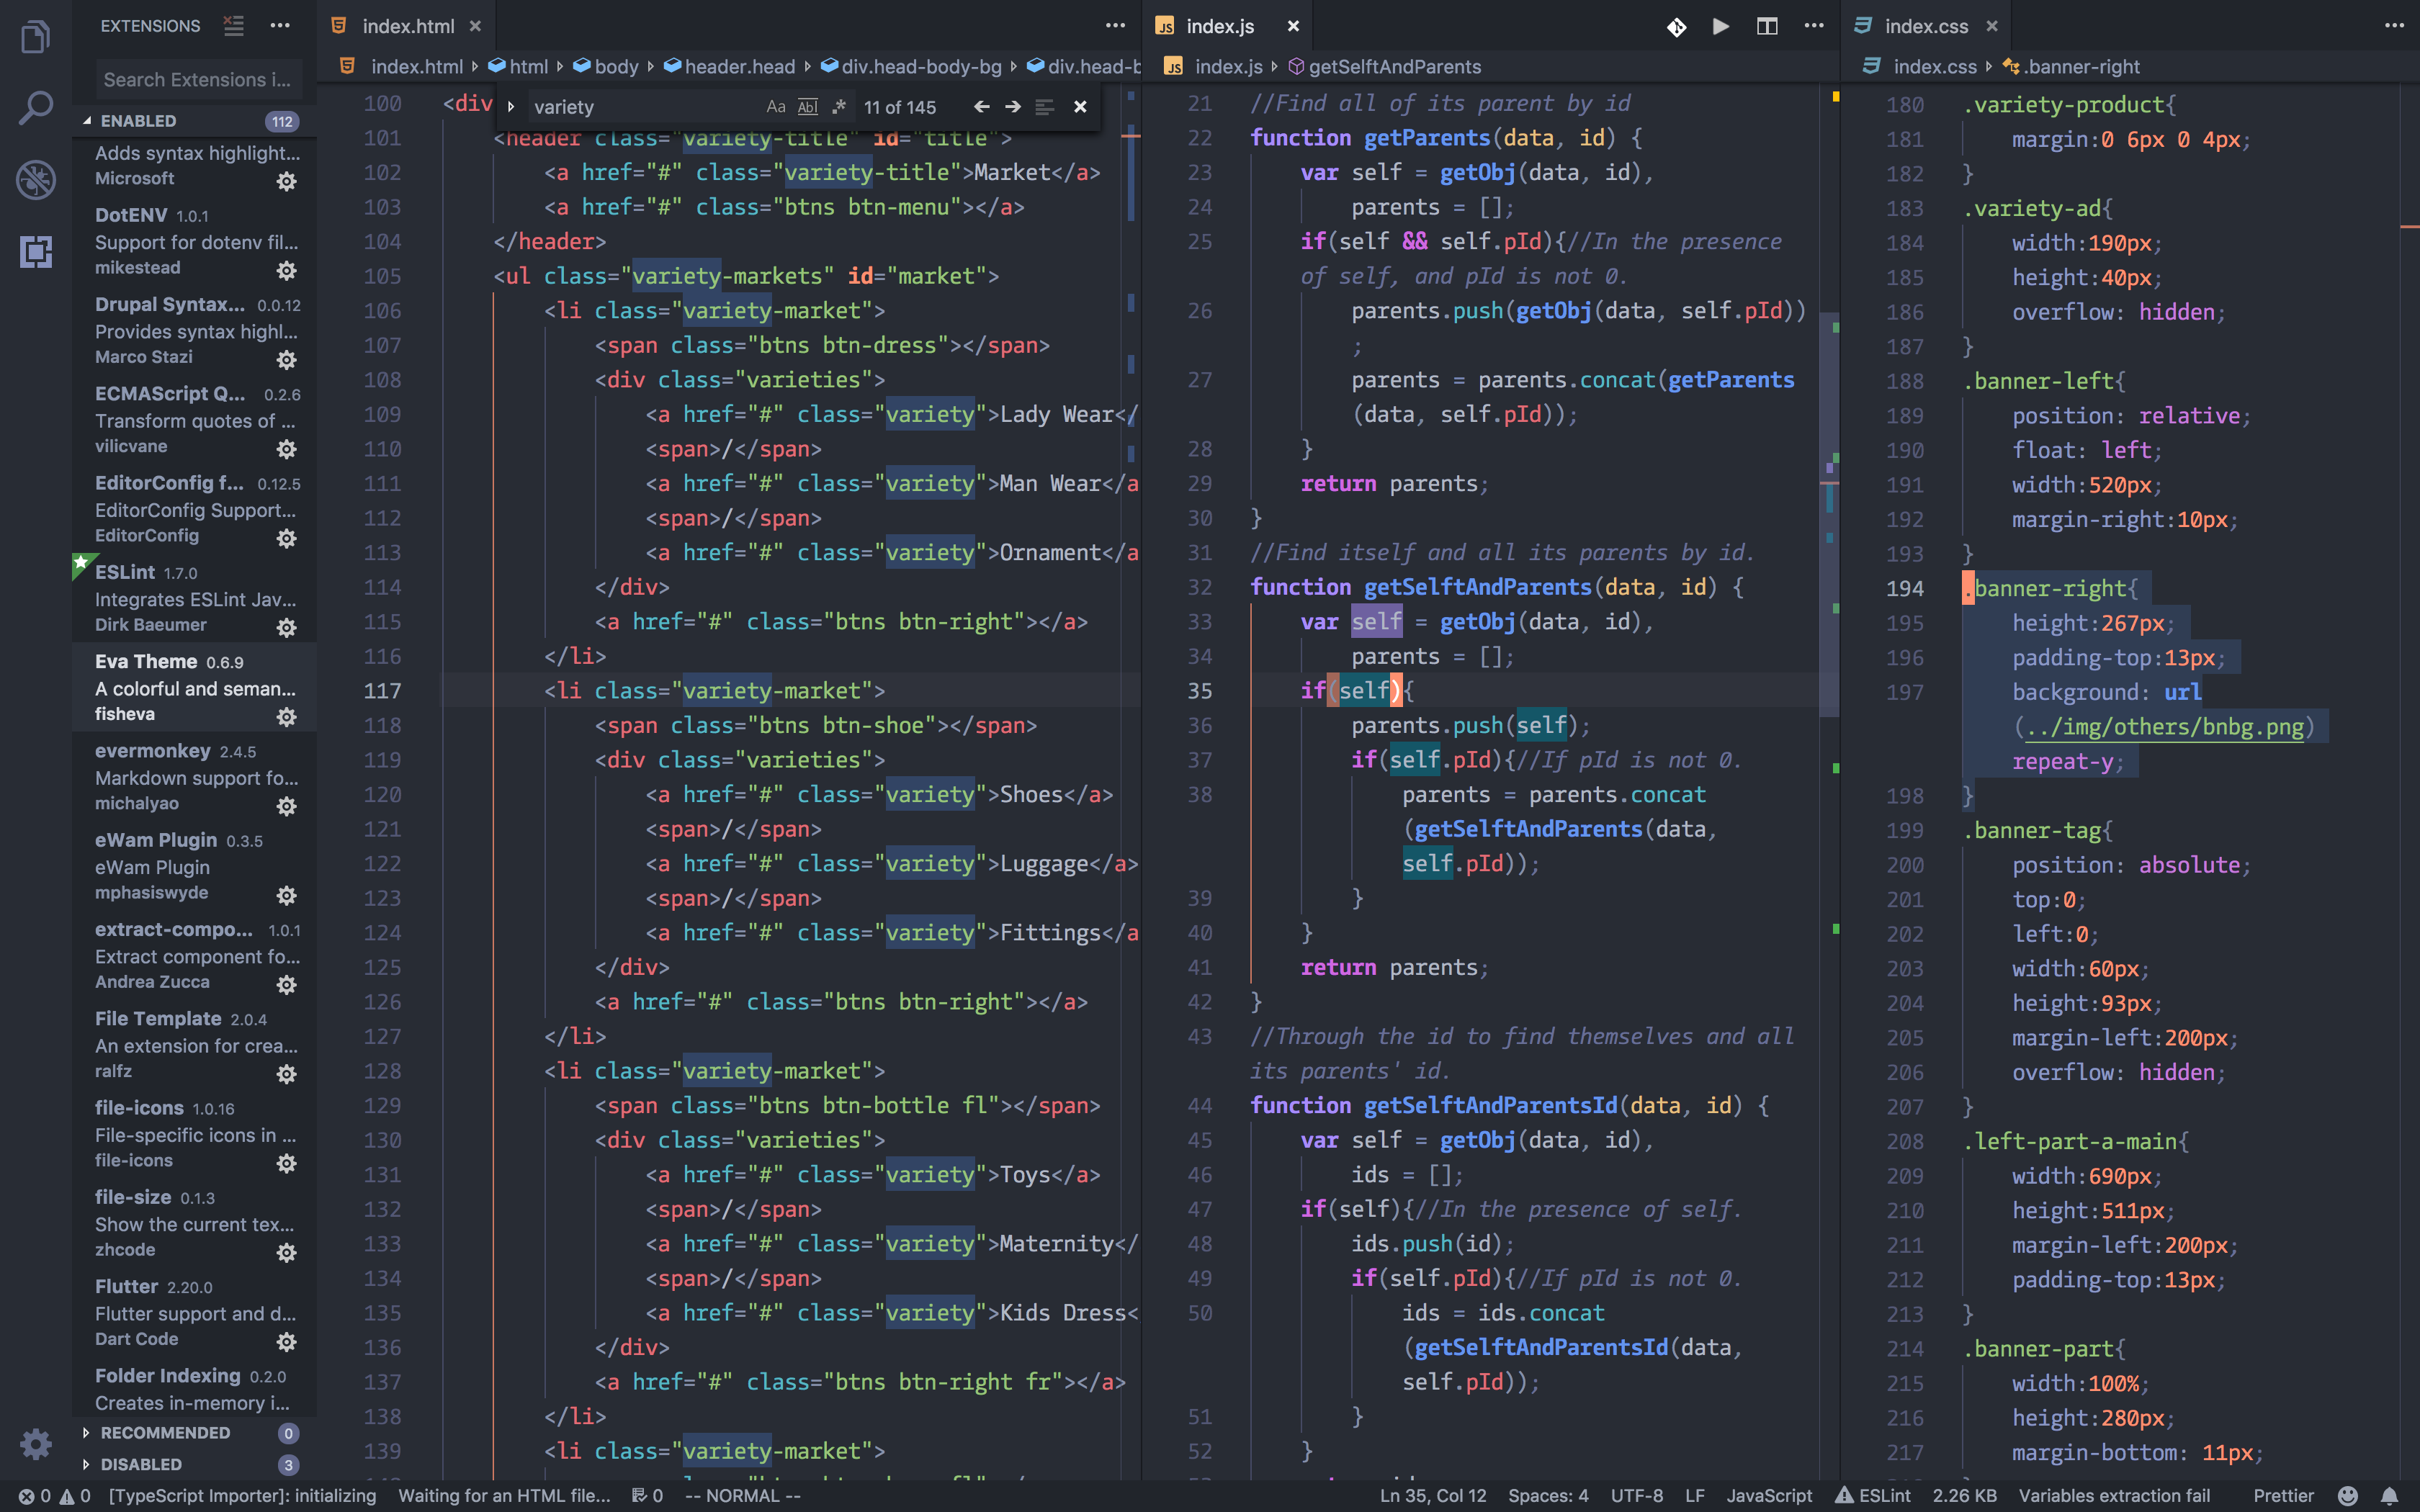 EXTENSIONS
Search Extensions i...
ENABLED 112
Adds syntax highlight...
Microsoft
DotENV 1.0.1
Support for dotenv fil...
mikestead
Drupal Syntax... 0.0.12
Provides syntax highl...
Marco Stazi
ECMAScript Q... 0.2.6
Transform quotes of ...
vilicvane
EditorConfig f... 0.12.5
EditorConfig Support...
EditorConfig
ESLint 1.7.0
Integrates ESLint Jav...
Dirk Baeumer
Eva Theme 0.6.9
A colorful and seman...
fisheva
evermonkey 2.4.5
Markdown support fo...
michalyao
eWam Plugin 0.3.5
eWam Plugin
mphasiswyde
extract-compo... 1.0.1
Extract component fo...
Andrea Zucca
File Template 2.0.4
An extension for crea...
ralfz
file-icons 1.0.16
File-specific icons in ...
file-icons
file-size 0.1.3
Show the current tex...
zhcode
Flutter 2.20.0
Flutter support and d...
Dart Code
Folder Indexing 0.2.0
Creates in-memory i...
RECOMMENDED 0
DISABLED 3
index.html
index.html html body header.head div.head-body-bg div.head-b
variety Aa Abl .* 11 of 145
100 <div
101 <header class="variety-title" id="title">
102 <a href="#" class="variety-title">Market</a>
103 <a href="#" class="btns btn-menu"></a>
104 </header>
105 <ul class="variety-markets" id="market">
106 <li class="variety-market">
107 <span class="btns btn-dress"></span>
108 <div class="varieties">
109 <a href="#" class="variety">Lady Wear</
110 <span>/</span>
111 <a href="#" class="variety">Man Wear</a
112 <span>/</span>
113 <a href="#" class="variety">Ornament</a
114 </div>
115 <a href="#" class="btns btn-right"></a>
116 </li>
117 <li class="variety-market">
118 <span class="btns btn-shoe"></span>
119 <div class="varieties">
120 <a href="#" class="variety">Shoes</a>
121 <span>/</span>
122 <a href="#" class="variety">Luggage</a>
123 <span>/</span>
124 <a href="#" class="variety">Fittings</a
125 </div>
126 <a href="#" class="btns btn-right"></a>
127 </li>
128 <li class="variety-market">
129 <span class="btns btn-bottle fl"></span>
130 <div class="varieties">
131 <a href="#" class="variety">Toys</a>
132 <span>/</span>
133 <a href="#" class="variety">Maternity</
134 <span>/</span>
135 <a href="#" class="variety">Kids Dress<
136 </div>
137 <a href="#" class="btns btn-right fr"></a>
138 </li>
139 <li class="variety-market">
JS index.js
JS index.js getSelftAndParents
21 //Find all of its parent by id
22 function getParents(data, id) {
23 var self = getObj(data, id),
24 parents = [];
25 if(self && self.pId){//In the presence
of self, and pId is not 0.
26 parents.push(getObj(data, self.pId))
;
27 parents = parents.concat(getParents
(data, self.pId));
28 }
29 return parents;
30 }
31 //Find itself and all its parents by id.
32 function getSelftAndParents(data, id) {
33 var self = getObj(data, id),
34 parents = [];
35 if(self){
36 parents.push(self);
37 if(self.pId){//If pId is not 0.
38 parents = parents.concat
(getSelftAndParents(data,
self.pId));
39 }
40 }
41 return parents;
42 }
43 //Through the id to find themselves and all
its parents' id.
44 function getSelftAndParentsId(data, id) {
45 var self = getObj(data, id),
46 ids = [];
47 if(self){//In the presence of self.
48 ids.push(id);
49 if(self.pId){//If pId is not 0.
50 ids = ids.concat
(getSelftAndParentsId(data,
self.pId));
51 }
52 }
index.css
index.css .banner-right
180 .variety-product{
181 margin:0 6px 0 4px;
182 }
183 .variety-ad{
184 width:190px;
185 height:40px;
186 overflow: hidden;
187 }
188 .banner-left{
189 position: relative;
190 float: left;
191 width:520px;
192 margin-right:10px;
193 }
194 .banner-right{
195 height:267px;
196 padding-top:13px;
197 background: url
(../img/others/bnbg.png)
repeat-y;
198 }
199 .banner-tag{
200 position: absolute;
201 top:0;
202 left:0;
203 width:60px;
204 height:93px;
205 margin-left:200px;
206 overflow: hidden;
207 }
208 .left-part-a-main{
209 width:690px;
210 height:511px;
211 margin-left:200px;
212 padding-top:13px;
213 }
214 .banner-part{
215 width:100%;
216 height:280px;
217 margin-bottom: 11px;
0 0 [TypeScript Importer]: initializing Waiting for an HTML file... 0 -- NORMAL -- Ln 35, Col 12 Spaces: 4 UTF-8 LF JavaScript ESLint 2.26 KB Variables extraction fail Prettier